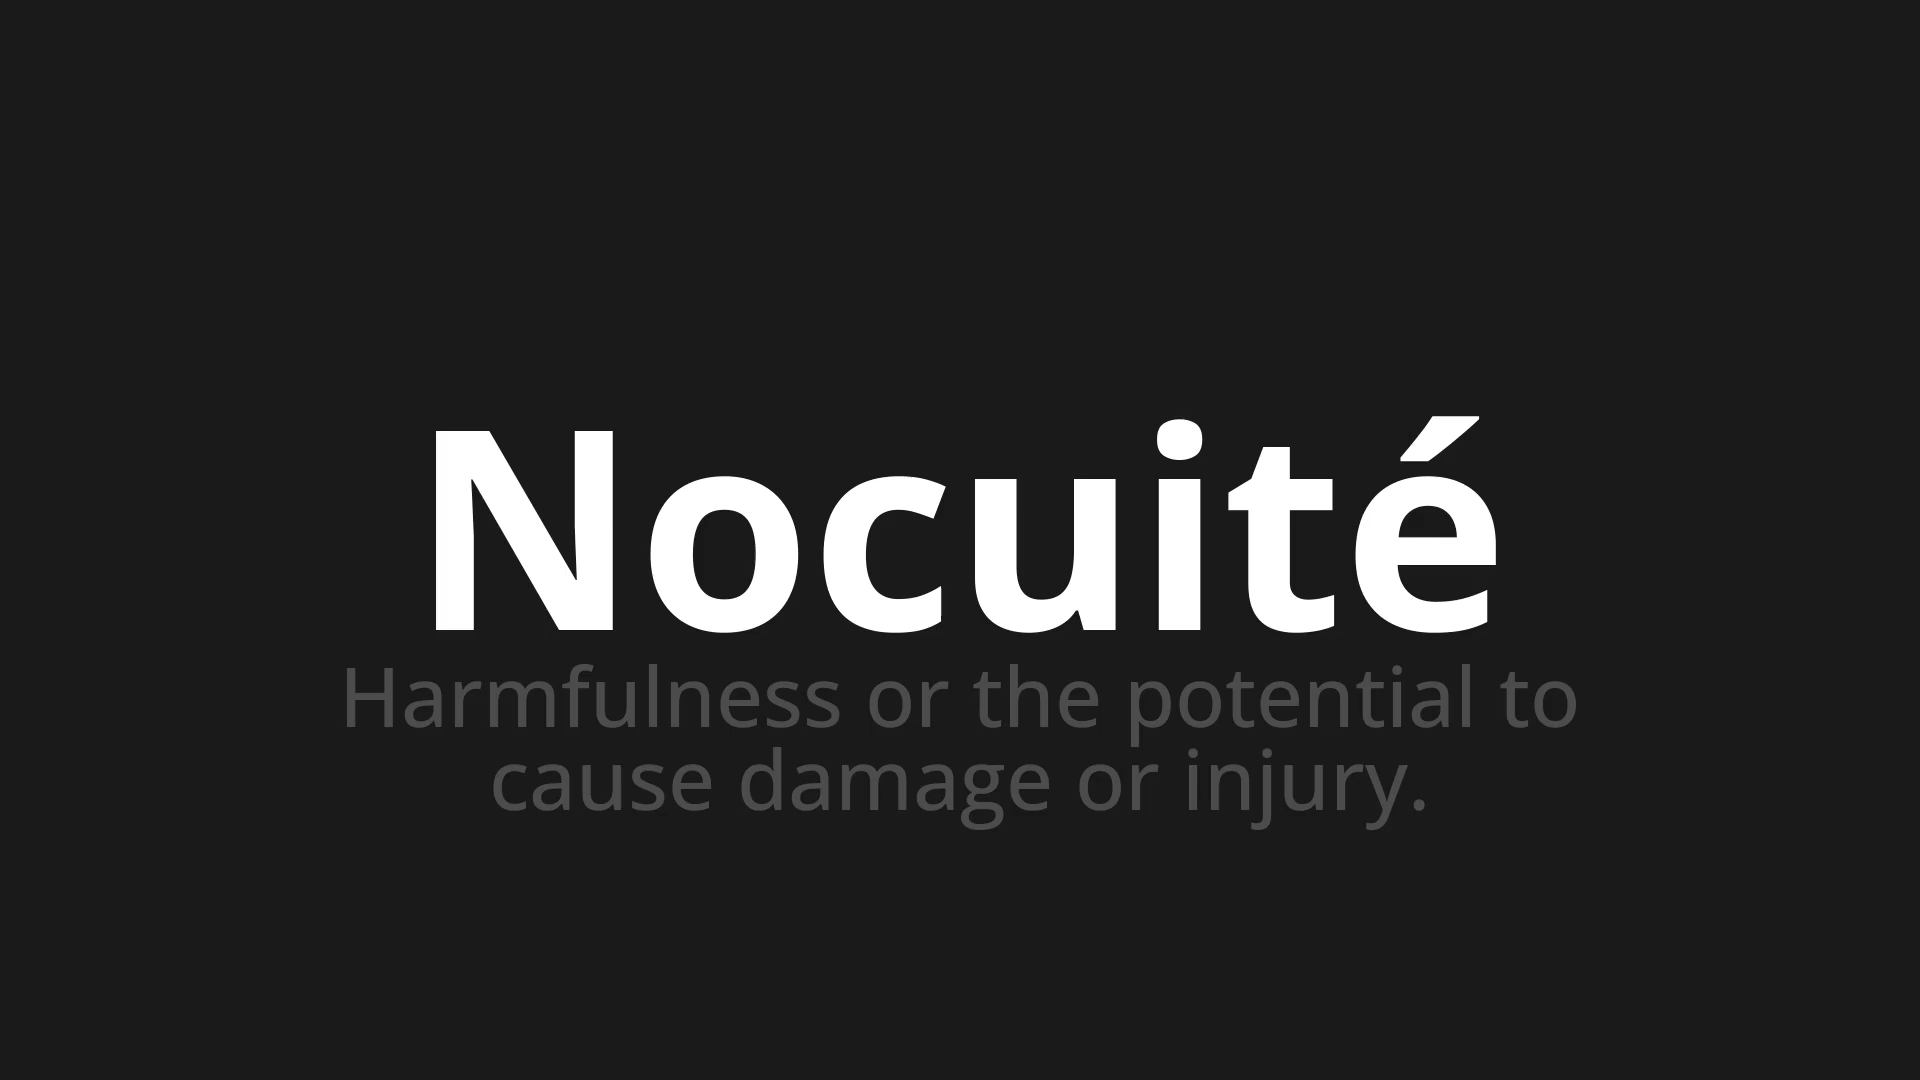 Nocuité
Harmfulness or the potential to
cause damage or injury.